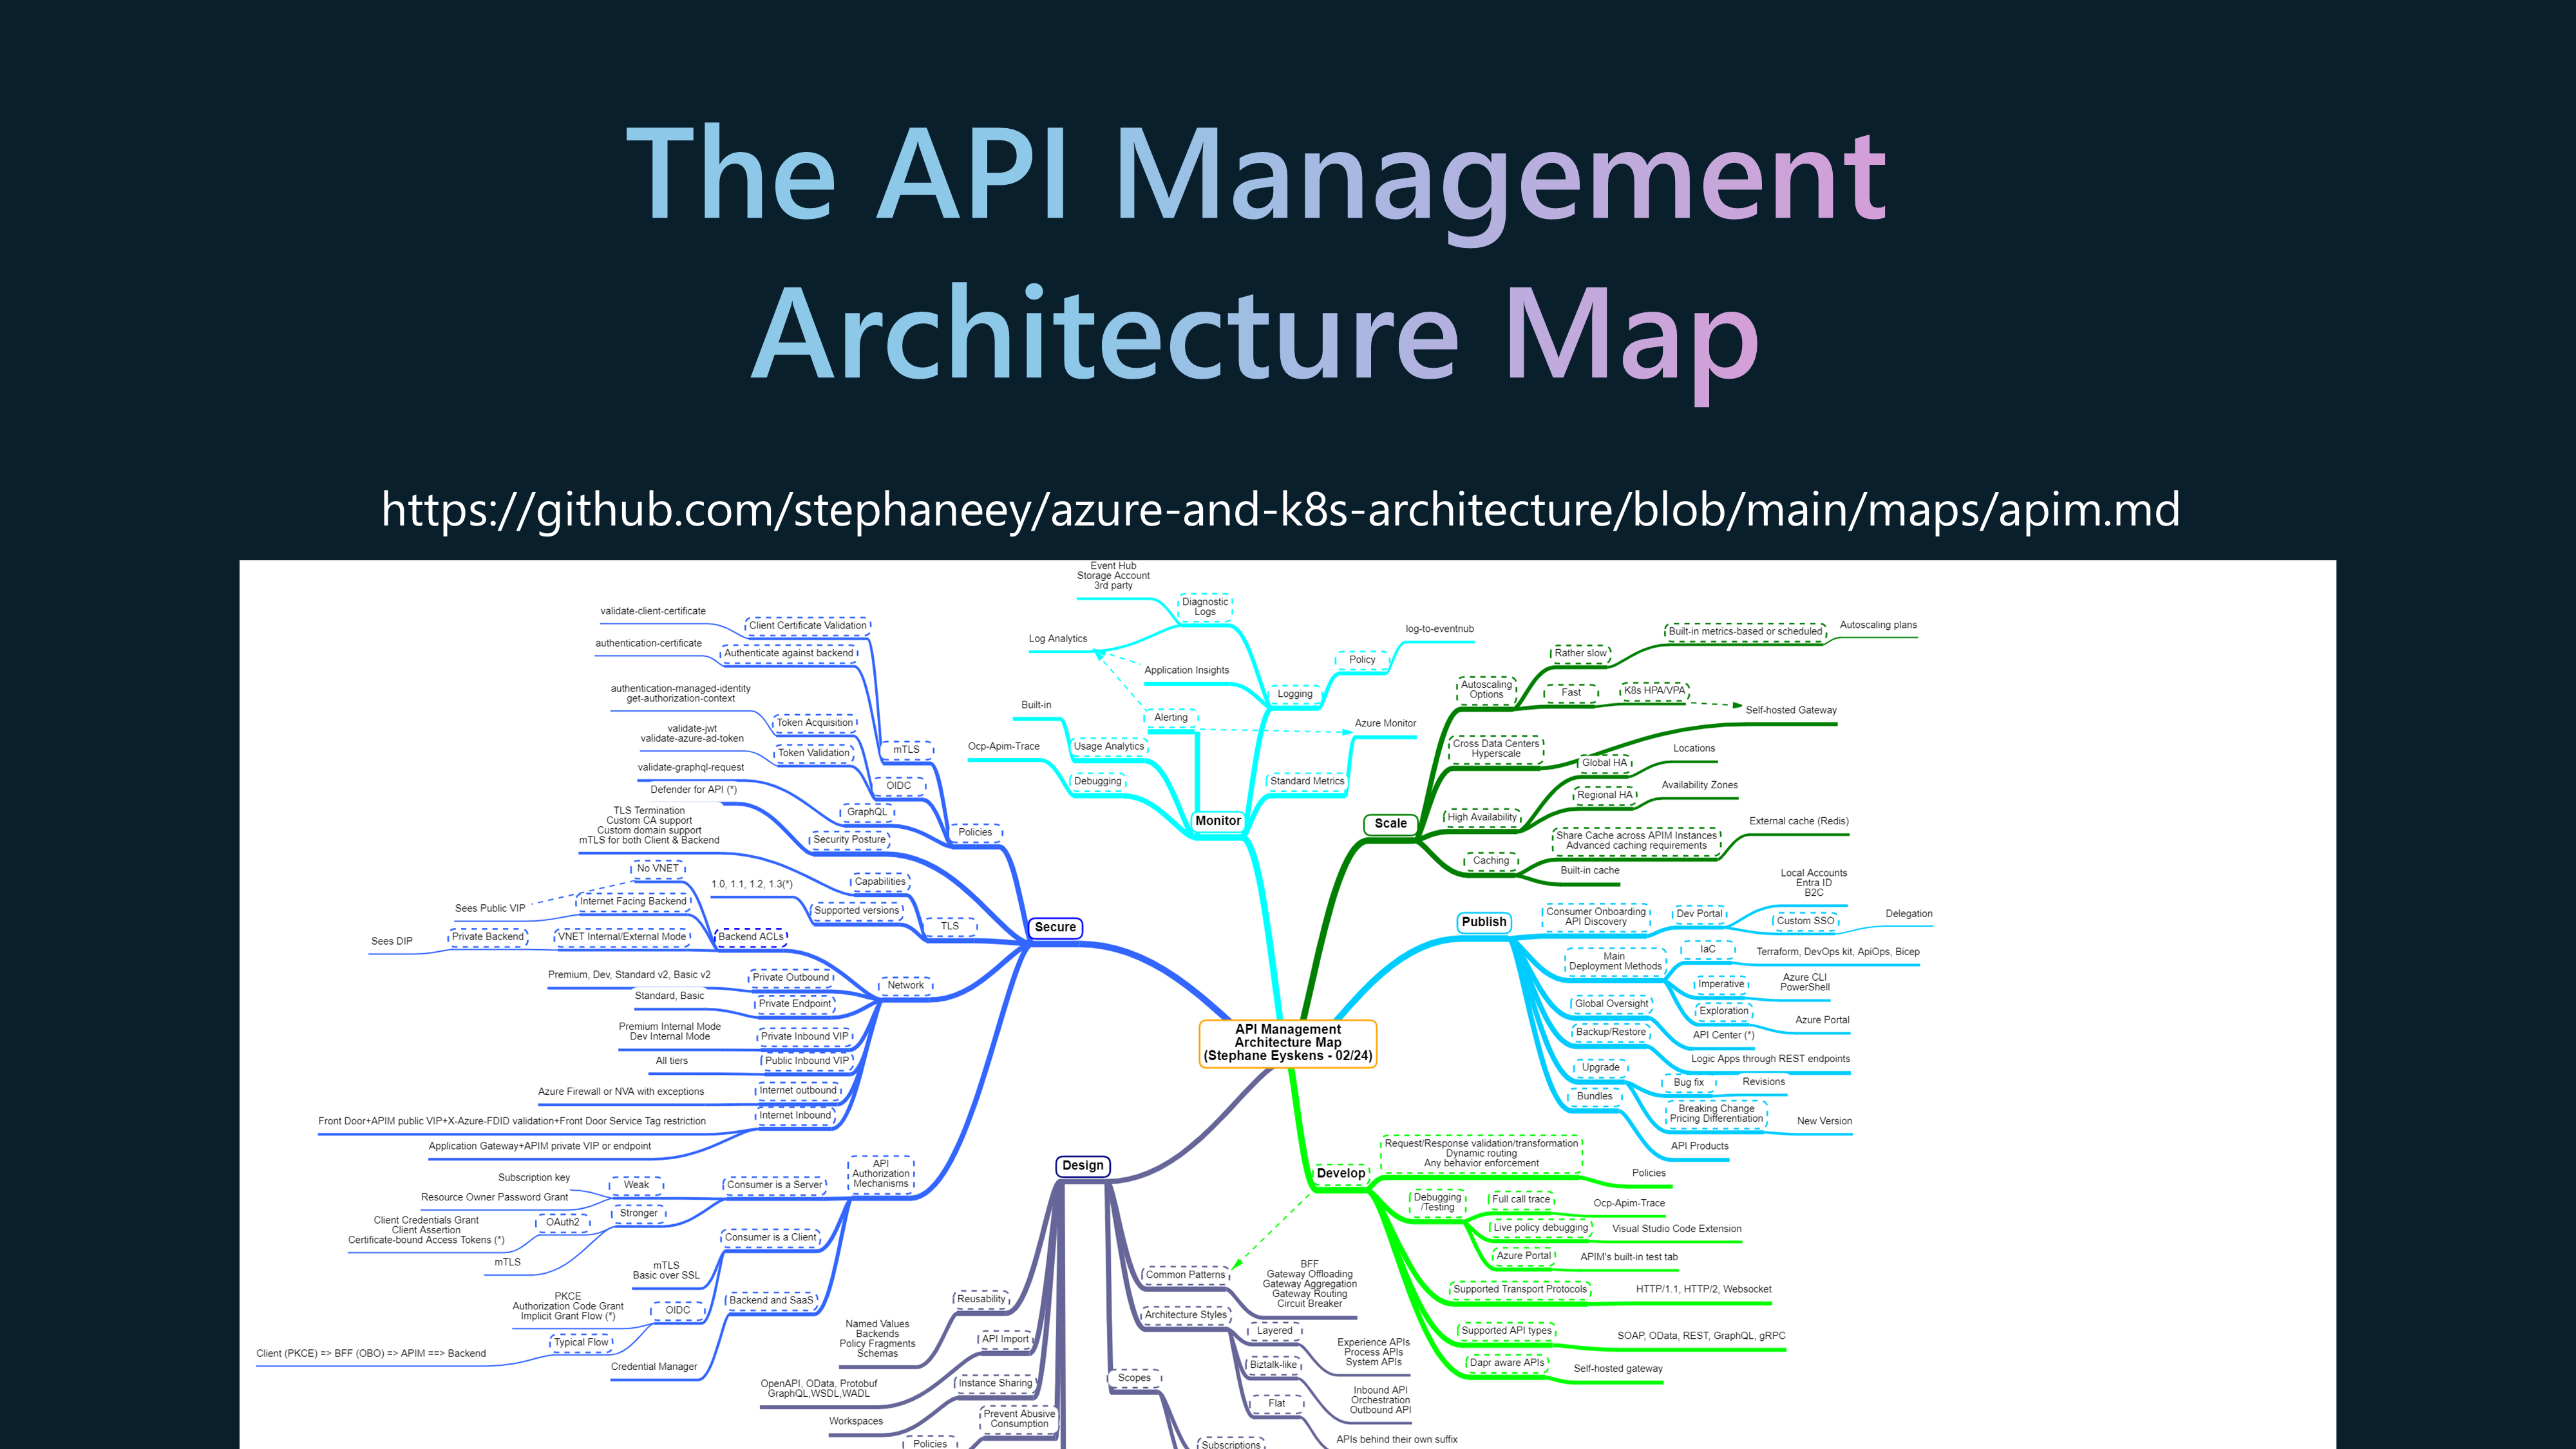 The API Management
Architecture Map
https://github.com/stephaneey/azure-and-k8s-architecture/blob/main/maps/apim.md
API Management
Architecture Map
(Stephane Eyskens - 02/24)
Monitor
Event Hub
Storage Account
3rd party
Diagnostic
Logs
Log Analytics
Application Insights
log-to-eventnub
Policy
Logging
Built-in
Alerting
Azure Monitor
Ocp-Apim-Trace
Usage Analytics
Debugging
Standard Metrics
Scale
Autoscaling
Options
Rather slow
Built-in metrics-based or scheduled
Autoscaling plans
Fast
K8s HPA/VPA
Self-hosted Gateway
Cross Data Centers
Hyperscale
High Availability
Global HA
Locations
Regional HA
Availability Zones
Caching
Share Cache across APIM Instances
Advanced caching requirements
External cache (Redis)
Built-in cache
Publish
Consumer Onboarding
API Discovery
Dev Portal
Local Accounts
Entra ID
B2C
Custom SSO
Delegation
Main
Deployment Methods
IaC
Terraform, DevOps kit, ApiOps, Bicep
Imperative
Azure CLI
PowerShell
Exploration
Azure Portal
Global Oversight
API Center (*)
Backup/Restore
Logic Apps through REST endpoints
Upgrade
Bug fix
Revisions
Breaking Change
Pricing Differentiation
New Version
Bundles
API Products
Develop
Request/Response validation/transformation
Dynamic routing
Any behavior enforcement
Policies
Debugging
/Testing
Full call trace
Ocp-Apim-Trace
Live policy debugging
Visual Studio Code Extension
Azure Portal
APIM's built-in test tab
Supported Transport Protocols
HTTP/1.1, HTTP/2, Websocket
Supported API types
SOAP, OData, REST, GraphQL, gRPC
Dapr aware APIs
Self-hosted gateway
Secure
Policies
mTLS
Client Certificate Validation
validate-client-certificate
Authenticate against backend
authentication-certificate
OIDC
Token Acquisition
authentication-managed-identity
get-authorization-context
Token Validation
validate-jwt
validate-azure-ad-token
GraphQL
validate-graphql-request
Security Posture
Defender for API (*)
TLS
Capabilities
TLS Termination
Custom CA support
Custom domain support
mTLS for both Client & Backend
Supported versions
1.0, 1.1, 1.2, 1.3(*)
Network
Backend ACLs
No VNET
Internet Facing Backend
Sees Public VIP
VNET Internal/External Mode
Private Backend
Sees DIP
Private Outbound
Premium, Dev, Standard v2, Basic v2
Private Endpoint
Standard, Basic
Private Inbound VIP
Premium Internal Mode
Dev Internal Mode
Public Inbound VIP
All tiers
Internet outbound
Azure Firewall or NVA with exceptions
Internet Inbound
Front Door+APIM public VIP+X-Azure-FDID validation+Front Door Service Tag restriction
Application Gateway+APIM private VIP or endpoint
API
Authorization
Mechanisms
Consumer is a Server
Weak
Subscription key
Resource Owner Password Grant
Stronger
OAuth2
Client Credentials Grant
Client Assertion
Certificate-bound Access Tokens (*)
mTLS
Consumer is a Client
mTLS
Basic over SSL
OIDC
PKCE
Authorization Code Grant
Implicit Grant Flow (*)
Typical Flow
Client (PKCE) => BFF (OBO) => APIM ==> Backend
Backend and SaaS
Credential Manager
Design
Reusability
Named Values
Backends
Policy Fragments
Schemas
API Import
OpenAPI, OData, Protobuf
GraphQL,WSDL,WADL
Instance Sharing
Workspaces
Prevent Abusive
Consumption
Policies
Common Patterns
BFF
Gateway Offloading
Gateway Aggregation
Gateway Routing
Circuit Breaker
Architecture Styles
Layered
Experience APIs
Process APIs
System APIs
Biztalk-like
Inbound API
Orchestration
Outbound API
Flat
APIs behind their own suffix
Scopes
Subscriptions